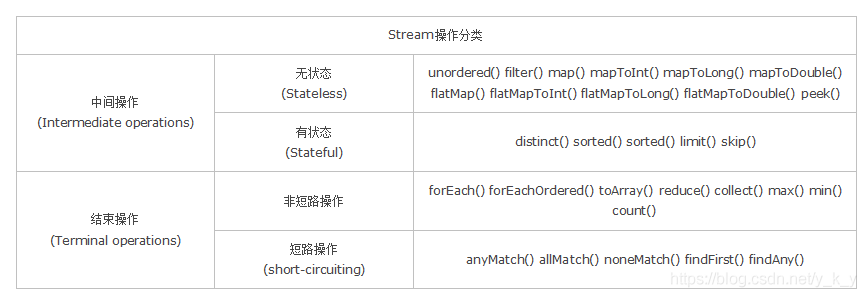 Stream操作分类
中间操作
(Intermediate operations)
无状态
(Stateless)
unordered() filter() map() mapToInt() mapToLong() mapToDouble()
flatMap() flatMapToInt() flatMapToLong() flatMapToDouble() peek()
有状态
(Stateful)
distinct() sorted() sorted() limit() skip()
结束操作
(Terminal operations)
非短路操作
forEach() forEachOrdered() toArray() reduce() collect() max() min()
count()
短路操作
(short-circuiting)
anyMatch() allMatch() noneMatch() findFirst() findAny()
https://blog.csdn.net/y_k_y